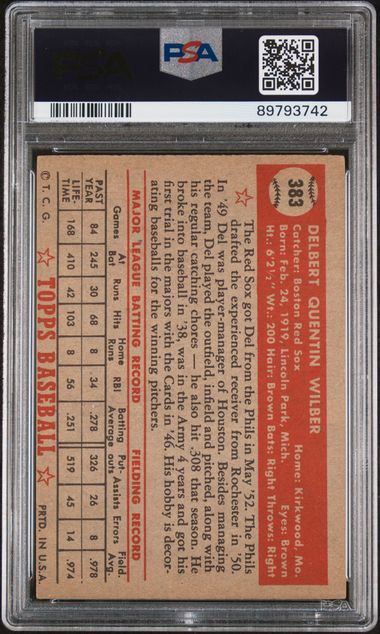 PSA
PSA
89793742
383
DELBERT QUENTIN WILBER
Catcher: Boston Red Sox Home: Kirkwood, Mo.
Born: Feb. 24, 1919, Lincoln Park, Mich. Eyes: Brown
Ht.: 6'2½" Wt.: 200 Hair: Brown Bats: Right Throws: Right
The Red Sox got Del from the Phils in May '52. The Phils
drafted the experienced receiver from Rochester in '50.
In '49 Del was player-manager of Houston. Besides managing
the team, Del played the outfield, infield and pitched, along with
his regular catching chores — he also hit .308 that season. He
broke into baseball in '38, was in the Army 4 years and got his
first trial in the majors with the Cards in '46. His hobby is decor-
ating baseballs for the winning pitchers.
MAJOR LEAGUE BATTING RECORD FIELDING RECORD
Games At Bat Runs Hits Home Runs RBI Batting Average Put-outs Assists Errors Field. Avg.
PAST YEAR 84 245 30 68 8 34 .278 326 26 8 .978
LIFE-TIME 168 410 42 103 8 56 .251 519 45 14 .974
© T. C. G. TOPPS BASEBALL PRTD. IN U.S.A.